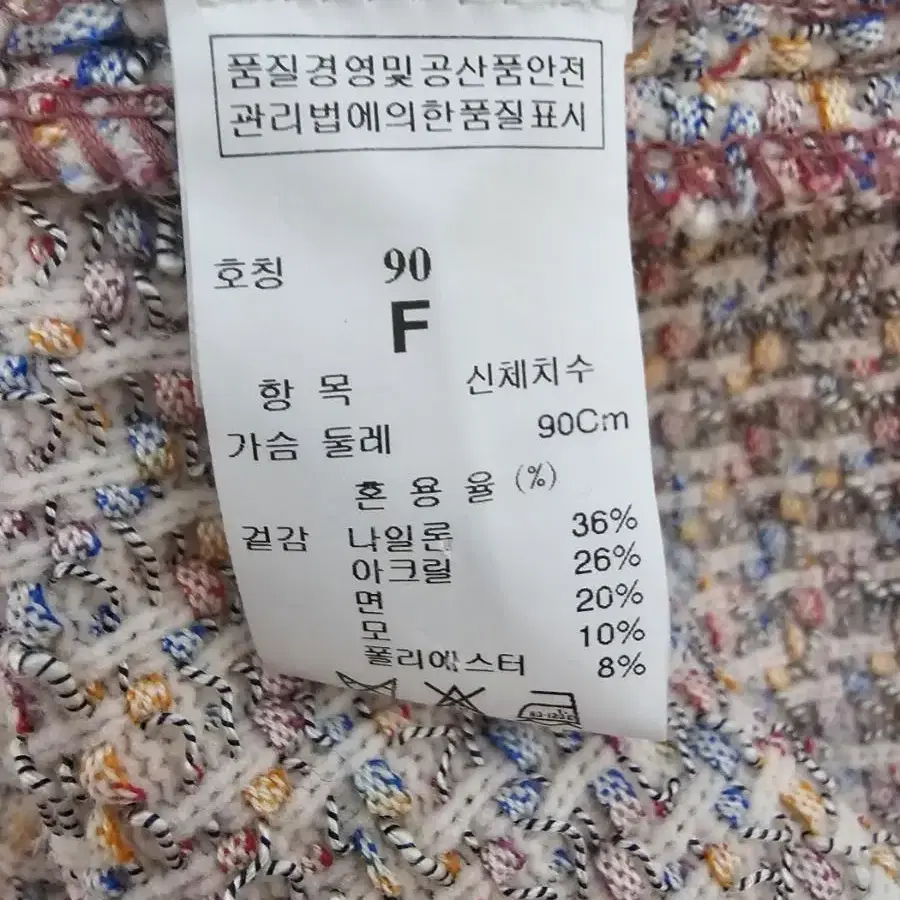 품질경영및공산품안전
관리법에의한품질표시
호칭 90
F
항 목 신체치수
가슴 둘레 90Cm
혼 용 율 (%)
겉감 나일론 36%
아크릴 26%
면 20%
모 10%
폴리에스터 8%